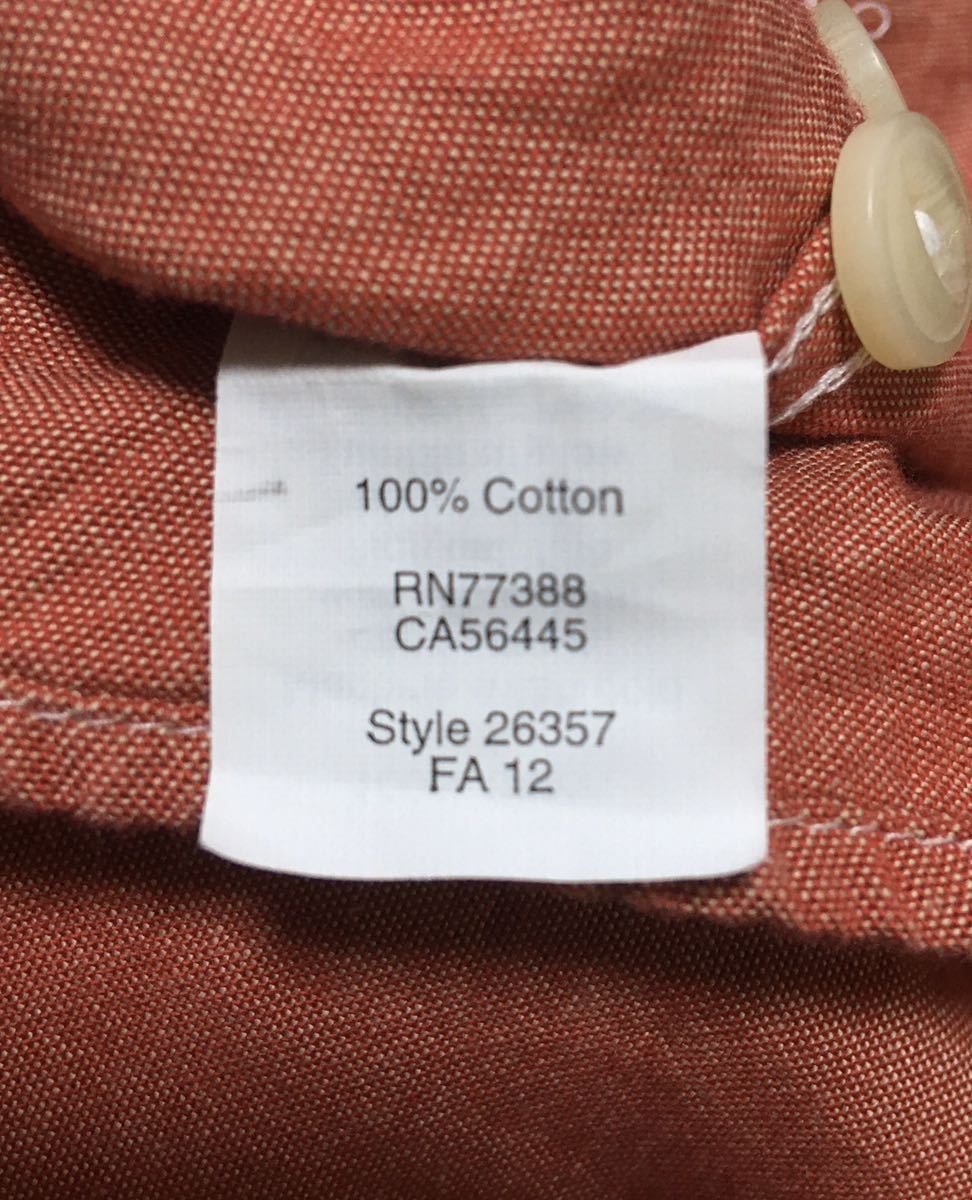 100% Cotton
RN77388
CA56445
Style 26357
FA 12